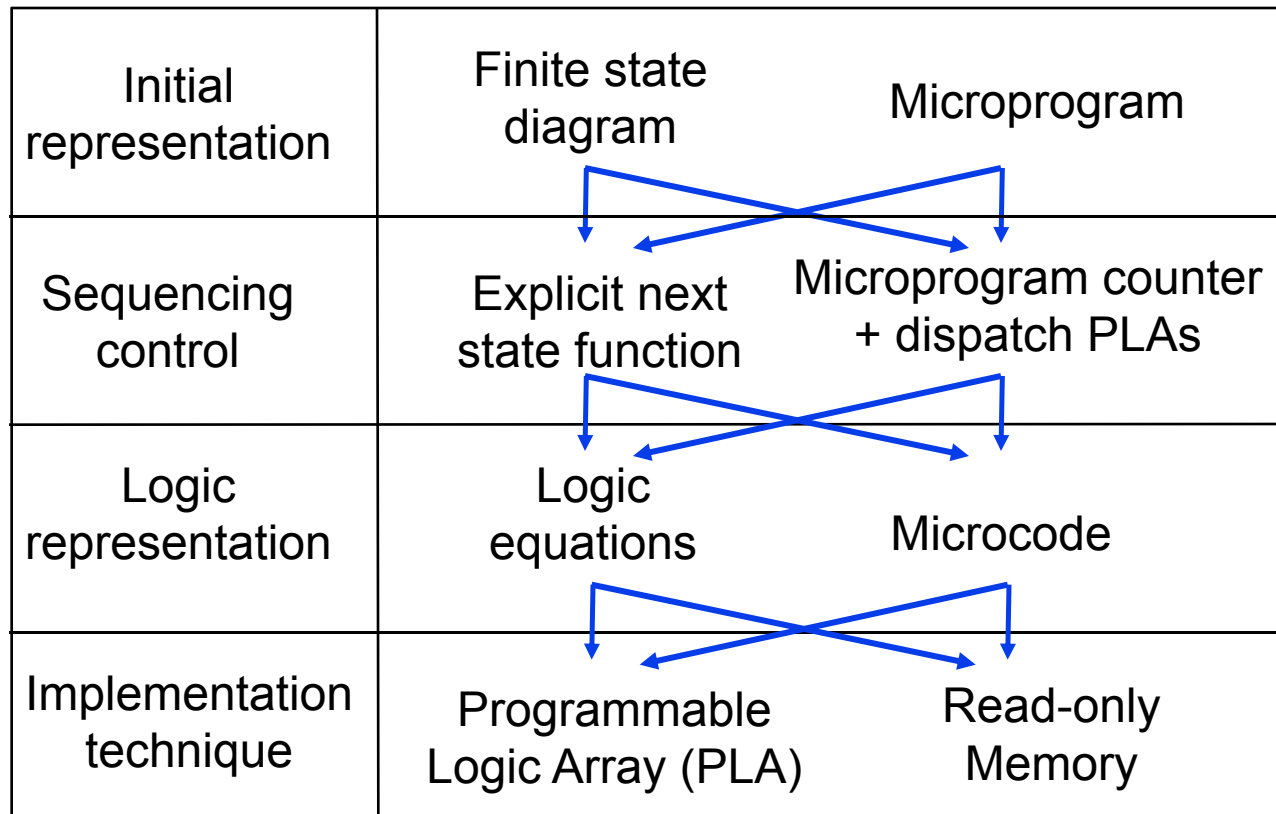 Initial
representation
Finite state
diagram
Microprogram
Sequencing
control
Explicit next
state function
Microprogram counter
+ dispatch PLAs
Logic
representation
Logic
equations
Microcode
Implementation
technique
Programmable
Logic Array (PLA)
Read-only
Memory